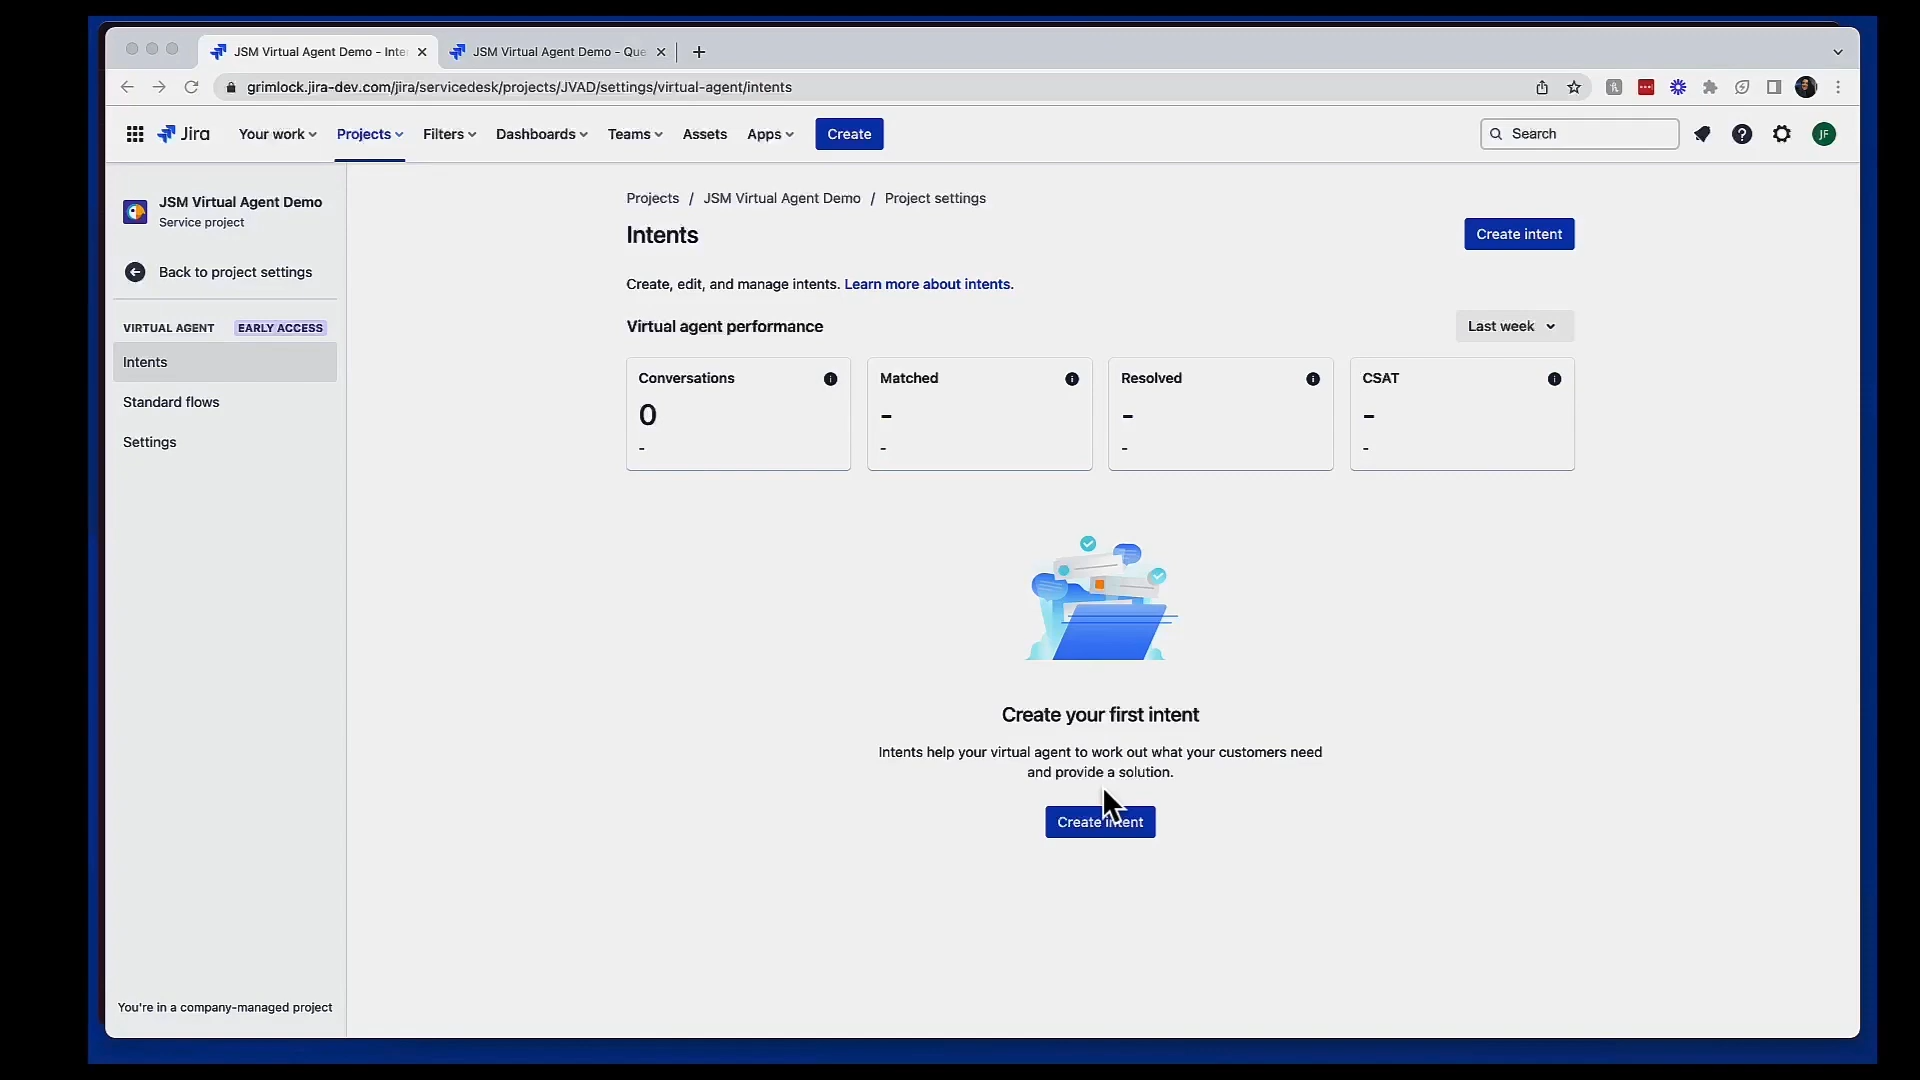 JSM Virtual Agent Demo - Inte
JSM Virtual Agent Demo - Que
grimlock.jira-dev.com/jira/servicedesk/projects/JVAD/settings/virtual-agent/intents
Jira
Your work
Projects
Filters
Dashboards
Teams
Assets
Apps
Create
Search
JF
JSM Virtual Agent Demo
Service project
Back to project settings
VIRTUAL AGENT
EARLY ACCESS
Intents
Standard flows
Settings
You're in a company-managed project
Projects / JSM Virtual Agent Demo / Project settings
Intents
Create intent
Create, edit, and manage intents. Learn more about intents.
Virtual agent performance
Last week
Conversations
0
-
Matched
-
-
Resolved
-
-
CSAT
-
-
Create your first intent
Intents help your virtual agent to work out what your customers need
and provide a solution.
Create intent